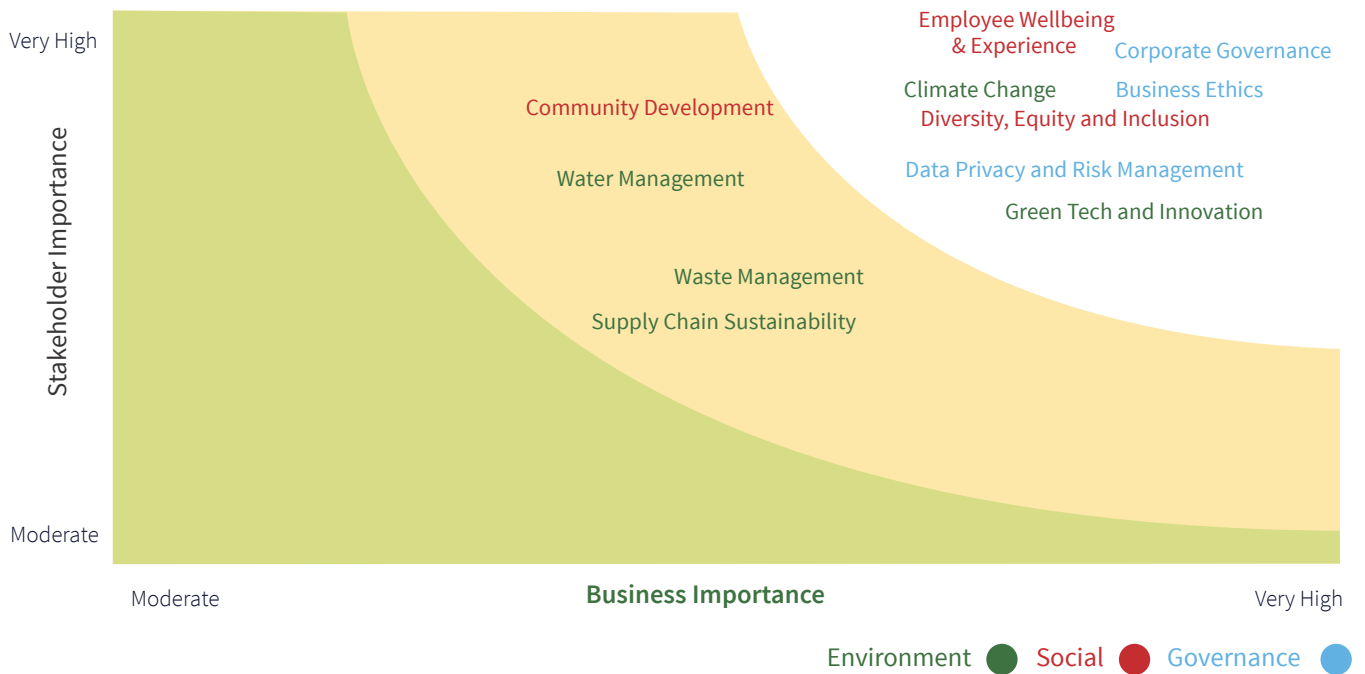 Very High
Stakeholder Importance
Moderate
Employee Wellbeing
& Experience
Corporate Governance
Climate Change
Business Ethics
Community Development
Diversity, Equity and Inclusion
Data Privacy and Risk Management
Water Management
Green Tech and Innovation
Waste Management
Supply Chain Sustainability
Moderate
Business Importance
Very High
Environment
Social
Governance